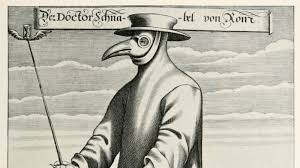 Der Doctor Schna- bel von Rom